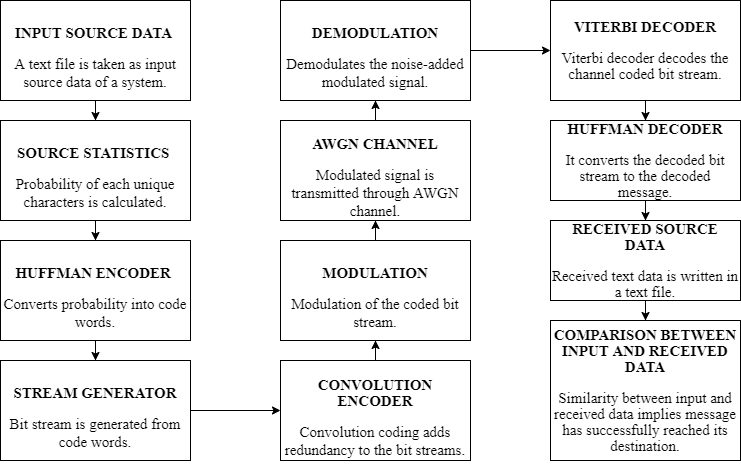 INPUT SOURCE DATA
A text file is taken as input
source data of a system.
SOURCE STATISTICS
Probability of each unique
characters is calculated.
HUFFMAN ENCODER
Converts probability into code
words.
STREAM GENERATOR
Bit stream is generated from
code words.
CONVOLUTION
ENCODER
Convolution coding adds
redundancy to the bit streams.
MODULATION
Modulation of the coded bit
stream.
AWGN CHANNEL
Modulated signal is
transmitted through AWGN
channel.
DEMODULATION
Demodulates the noise-added
modulated signal.
VITERBI DECODER
Viterbi decoder decodes the
channel coded bit stream.
HUFFMAN DECODER
It converts the decoded bit
stream to the decoded
message.
RECEIVED SOURCE
DATA
Received text data is written in
a text file.
COMPARISON BETWEEN
INPUT AND RECEIVED
DATA
Similarity between input and
received data implies message
has successfully reached its
destination.